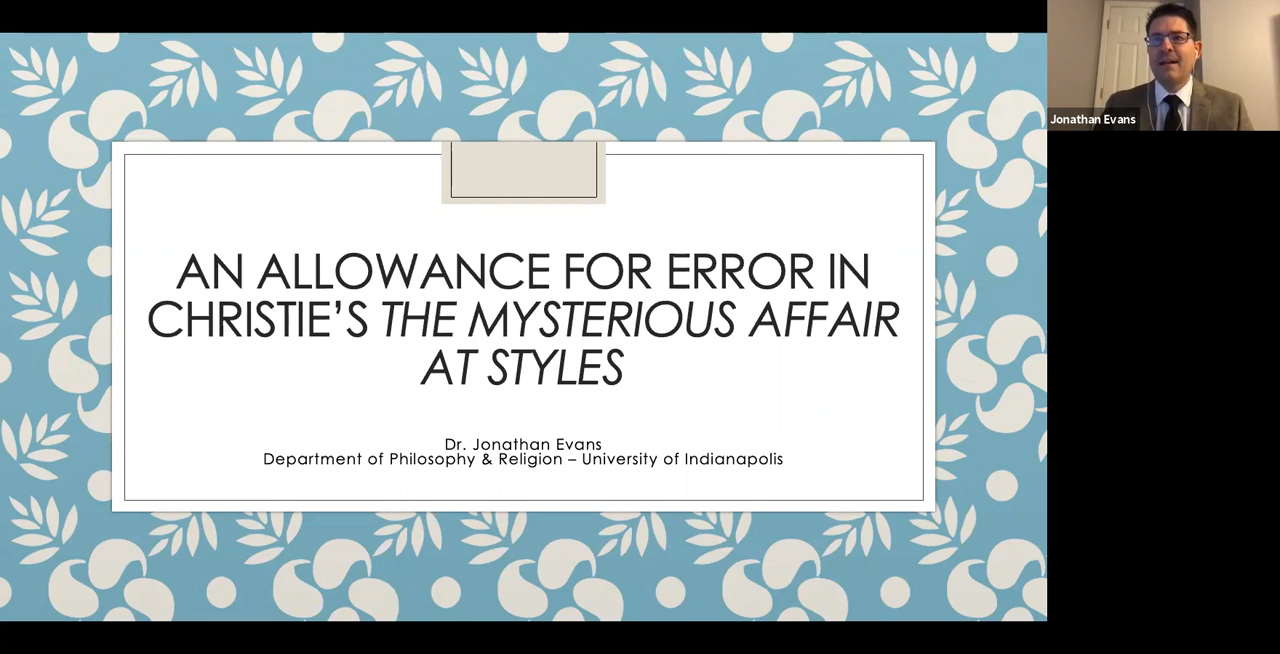 AN ALLOWANCE FOR ERROR IN
CHRISTIE’S THE MYSTERIOUS AFFAIR
AT STYLES
Dr. Jonathan Evans
Department of Philosophy & Religion – University of Indianapolis
Jonathan Evans